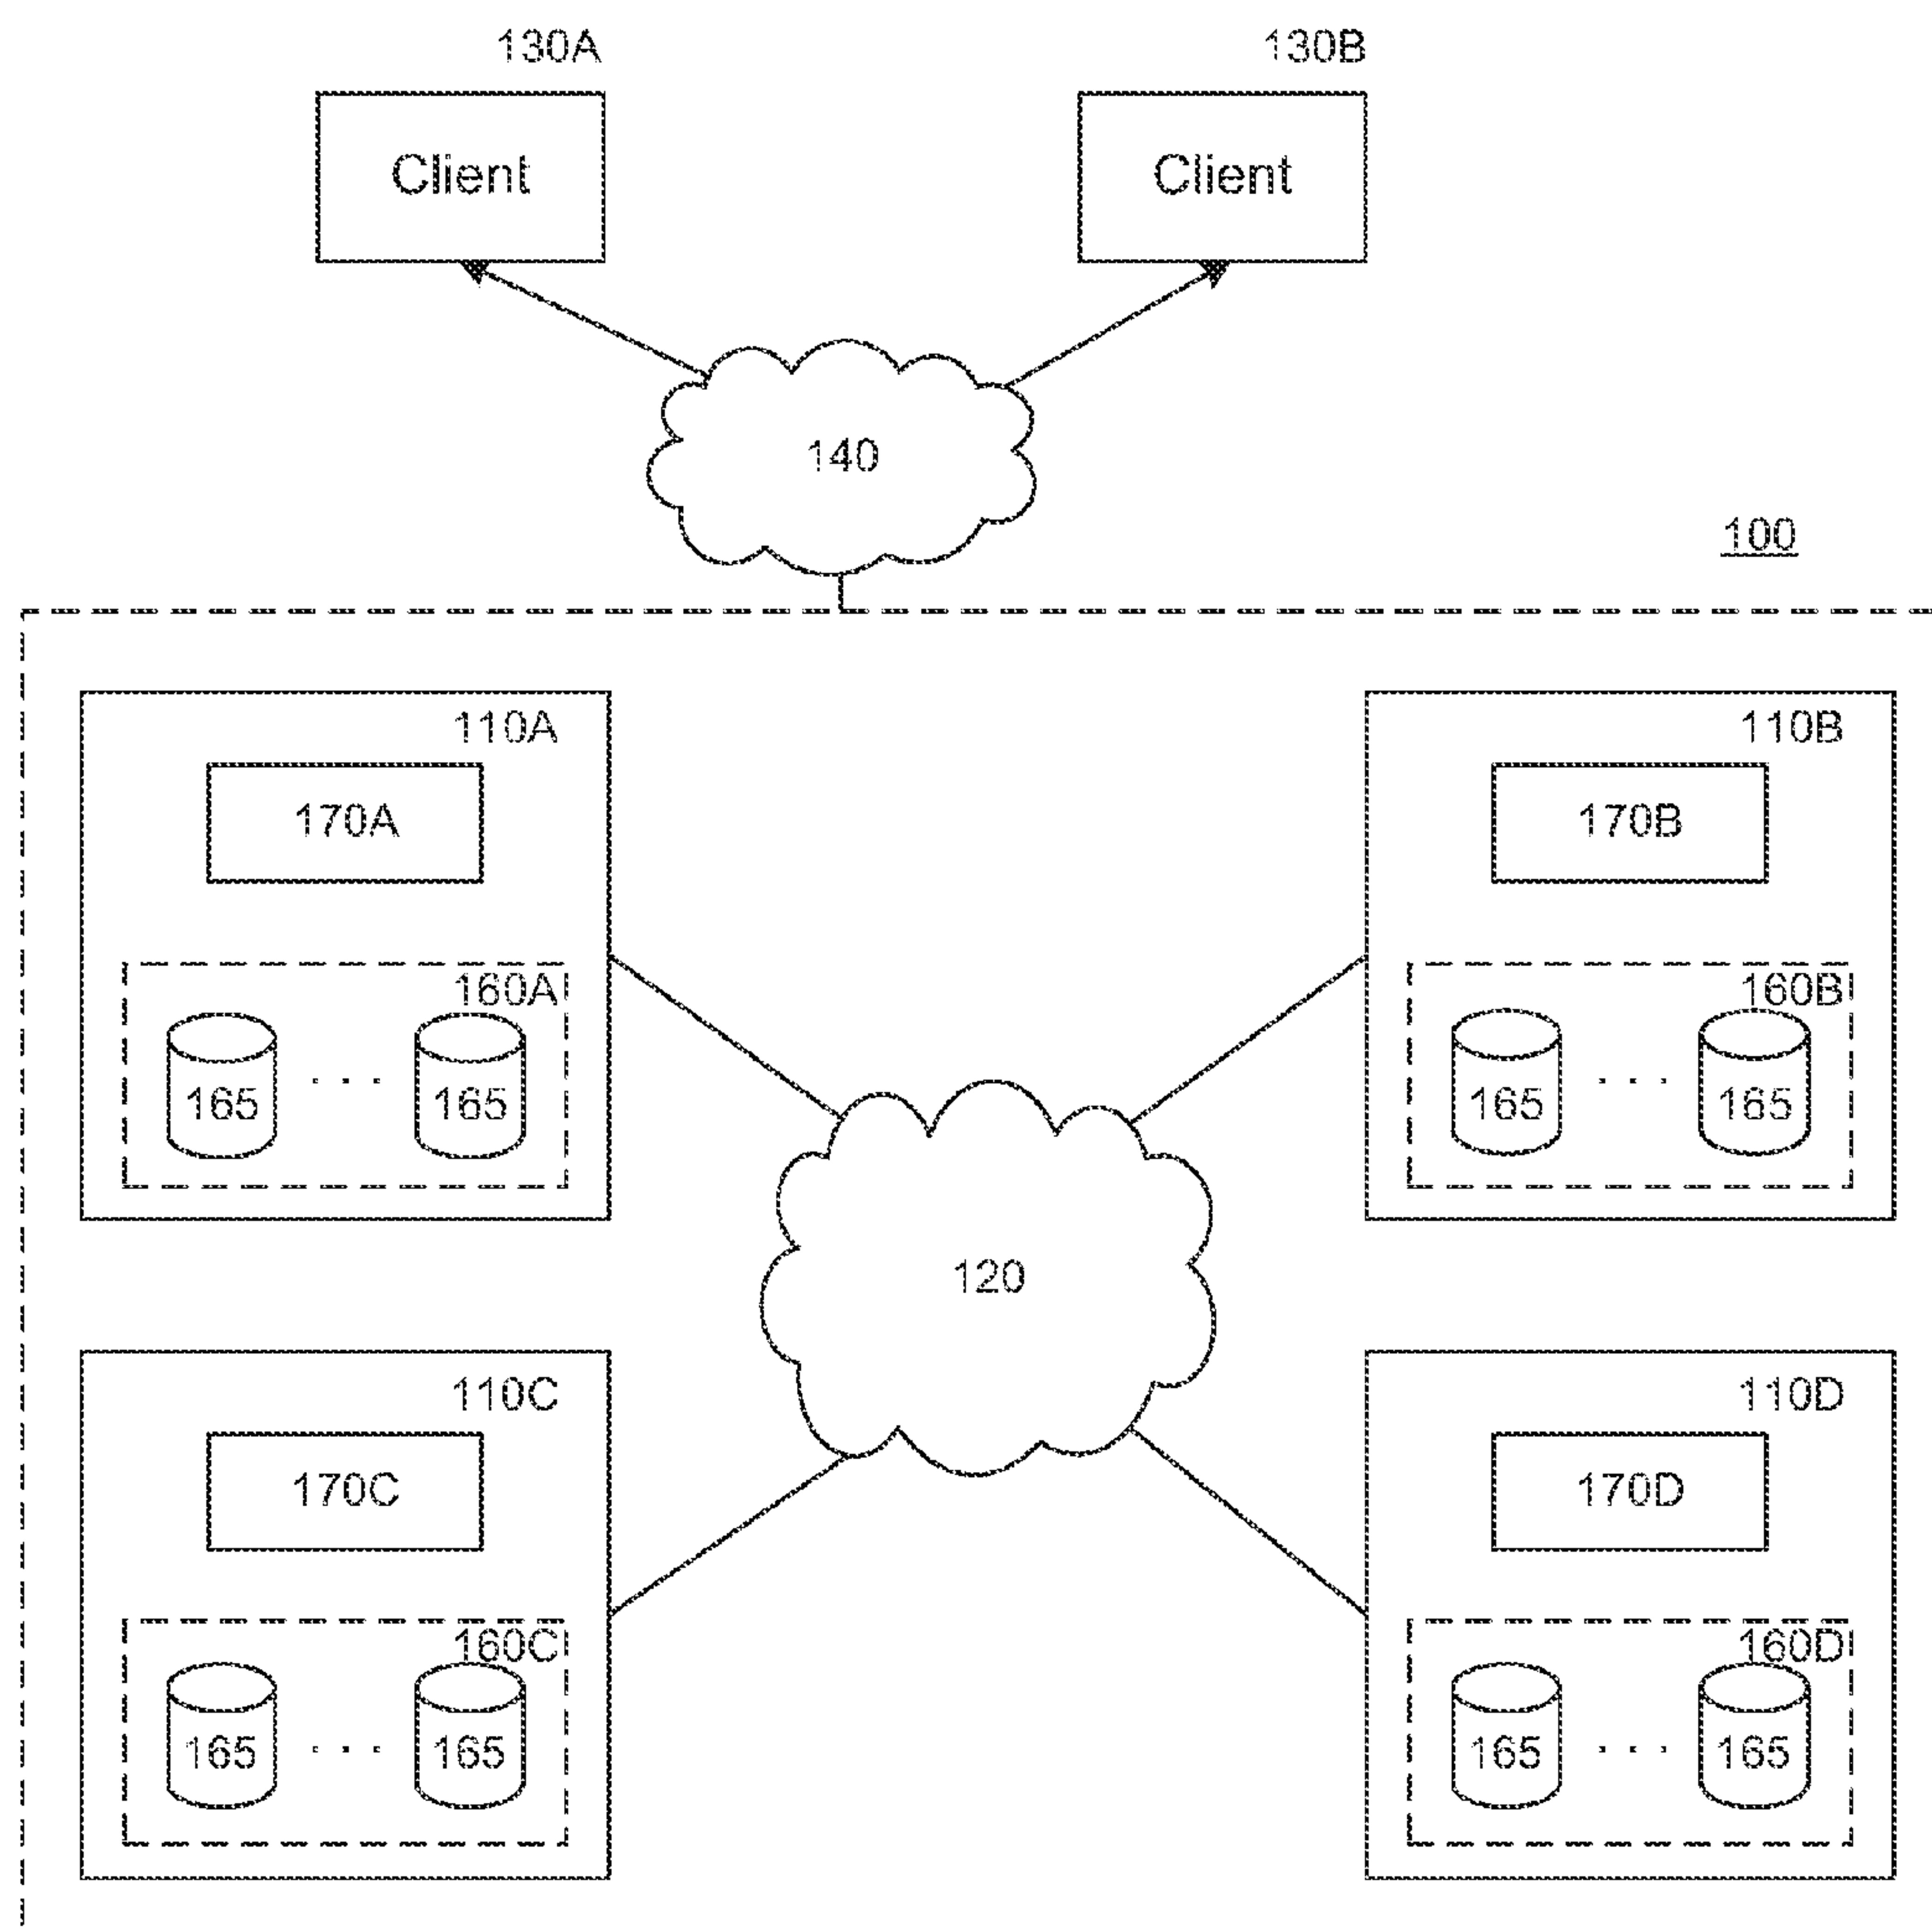 130A 130B
Client Client
140
100
110A 110B
170A 170B
160A 160B
165 ... 165 165 ... 165
120
110C 110D
170C 170D
160C 160D
165 ... 165 165 ... 165